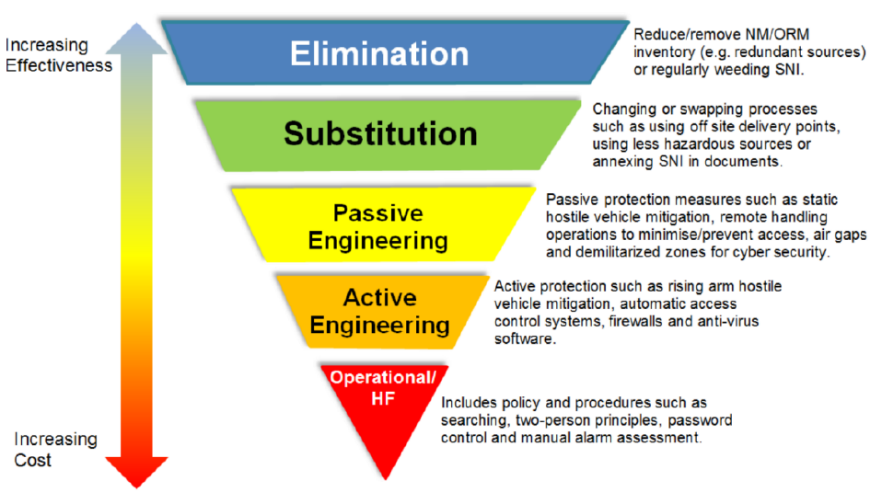 Increasing
Effectiveness
Elimination
Reduce/remove NM/ORM
inventory (e.g. redundant sources)
or regularly weeding SNI.
Substitution
Changing or swapping processes
such as using off site delivery points,
using less hazardous sources or
annexing SNI in documents.
Passive
Engineering
Passive protection measures such as static
hostile vehicle mitigation, remote handling
operations to minimise/prevent access, air gaps
and demilitarized zones for cyber security.
Active
Engineering
Active protection such as rising arm hostile
vehicle mitigation, automatic access
control systems, firewalls and anti-virus
software.
Operational/
HF
Includes policy and procedures such as
searching, two-person principles, password
control and manual alarm assessment.
Increasing
Cost